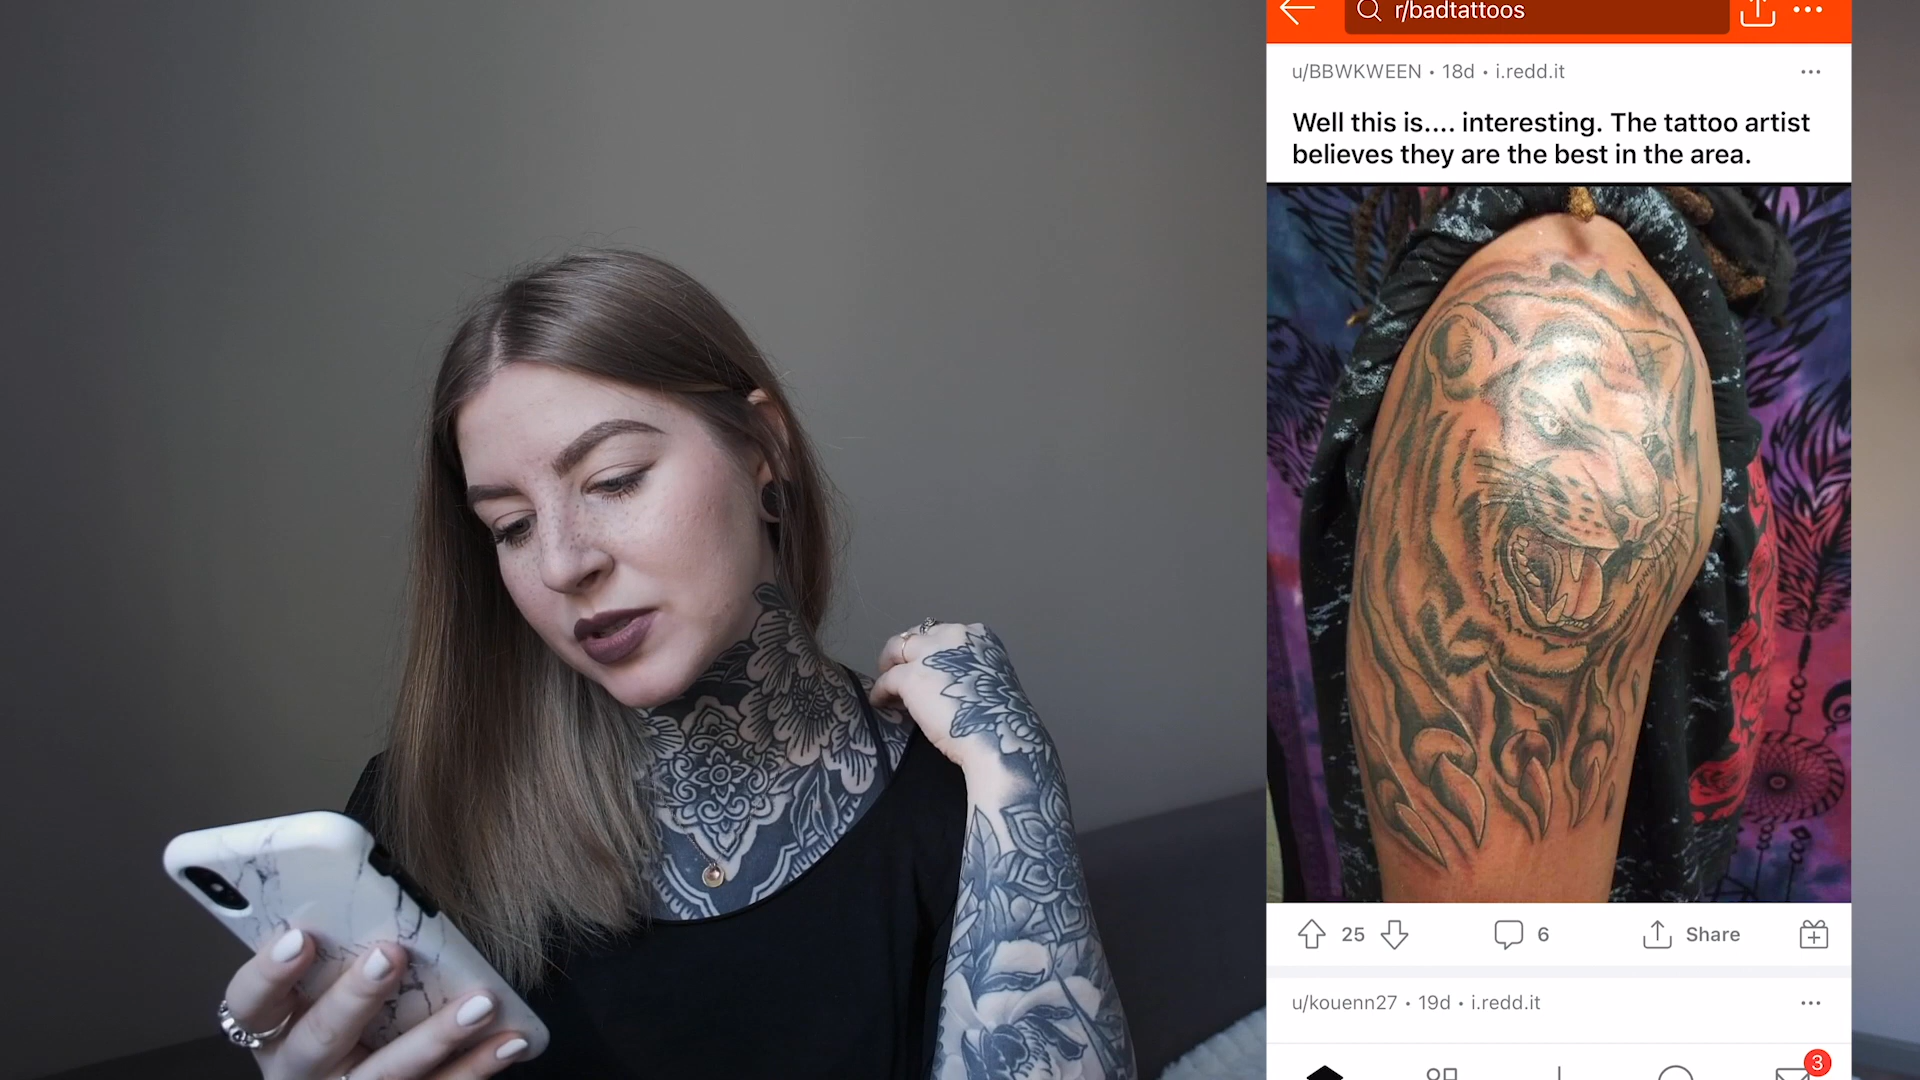 r/badtattoos
u/BBWKWEEN • 18d • i.redd.it
Well this is.... interesting. The tattoo artist
believes they are the best in the area.
25
6
Share
u/kouenn27 • 19d • i.redd.it
3